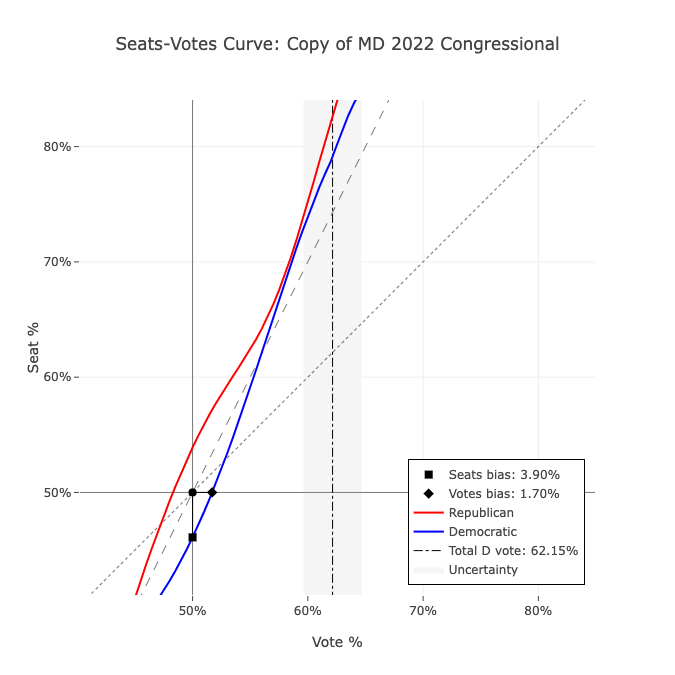 Seats-Votes Curve: Copy of MD 2022 Congressional
80%
70%
60%
50%
Seat %
Seats bias: 3.90%
Votes bias: 1.70%
Republican
Democratic
Total D vote: 62.15%
Uncertainty
50%
60%
70%
80%
Vote %